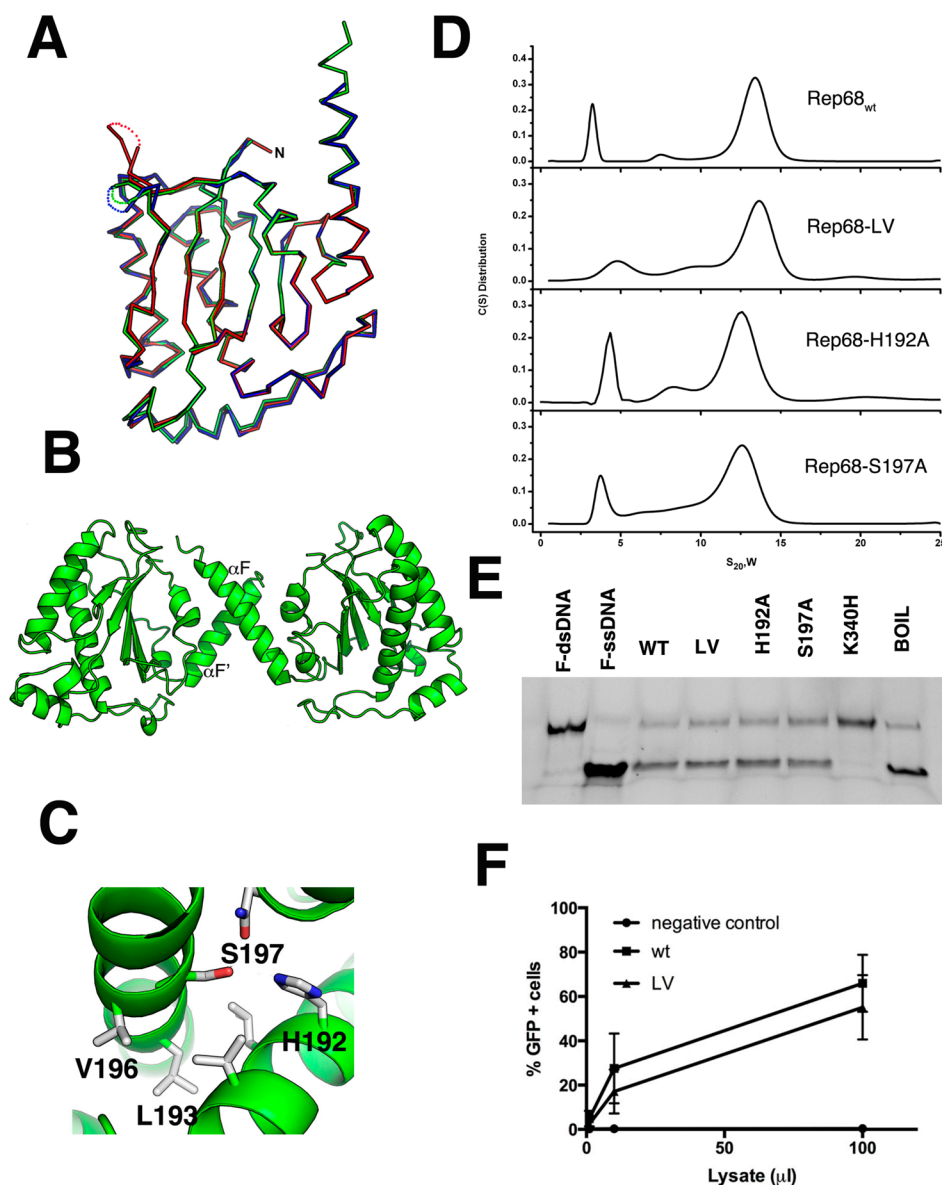 A
N
B
αF
αF'
C
S197
H192
V196
L193
D
C(S) Distribution
0.4
0.3
0.2
0.1
0.0
Rep68wt
0.3
0.2
0.1
0.0
Rep68-LV
0.3
0.2
0.1
0.0
Rep68-H192A
0.3
0.2
0.1
0.0
Rep68-S197A
0 5 10 15 20 25
S20,W
E
F-dsDNA F-ssDNA WT LV H192A S197A K340H BOIL
F
% GFP + cells
100
80
60
40
20
0
negative control
wt
LV
0 50 100
Lysate (μl)